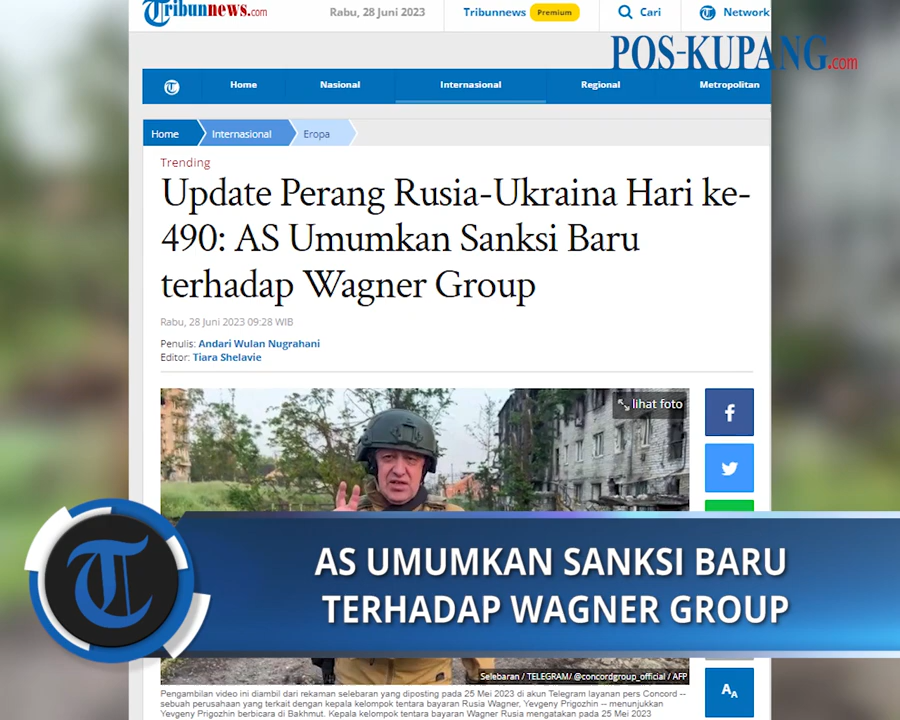 Tribunnews.com
Rabu, 28 Juni 2023
Tribunnews Premium
Cari
Network
POS-KUPANG.com
Home Nasional Internasional Regional Metropolitan
Home Internasional Eropa
Trending
Update Perang Rusia-Ukraina Hari ke-
490: AS Umumkan Sanksi Baru
terhadap Wagner Group
Rabu, 28 Juni 2023 09:28 WIB
Penulis: Andari Wulan Nugrahani
Editor: Tiara Shelavie
lihat foto
AS UMUMKAN SANKSI BARU
TERHADAP WAGNER GROUP
Selebaran / TELEGRAM/ @concordgroup_official / AFP
Pengambilan video ini diambil dari rekaman selebaran yang diposting pada 25 Mei 2023 di akun Telegram layanan pers Concord --
sebuah perusahaan yang terkait dengan kepala kelompok tentara bayaran Rusia Wagner, Yevgeny Prigozhin -- menunjukkan
Yevgeny Prigozhin berbicara di Bakhmut. Kepala kelompok tentara bayaran Wagner Rusia mengatakan pada 25 Mei 2023